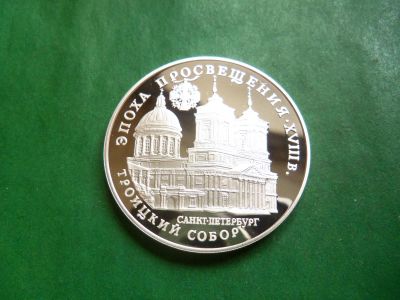 ЭПОХА ПРОСВЕЩЕНИЯ·XVIII В.
САНКТ-ПЕТЕРБУРГ
ТРОИЦКИЙ СОБОР